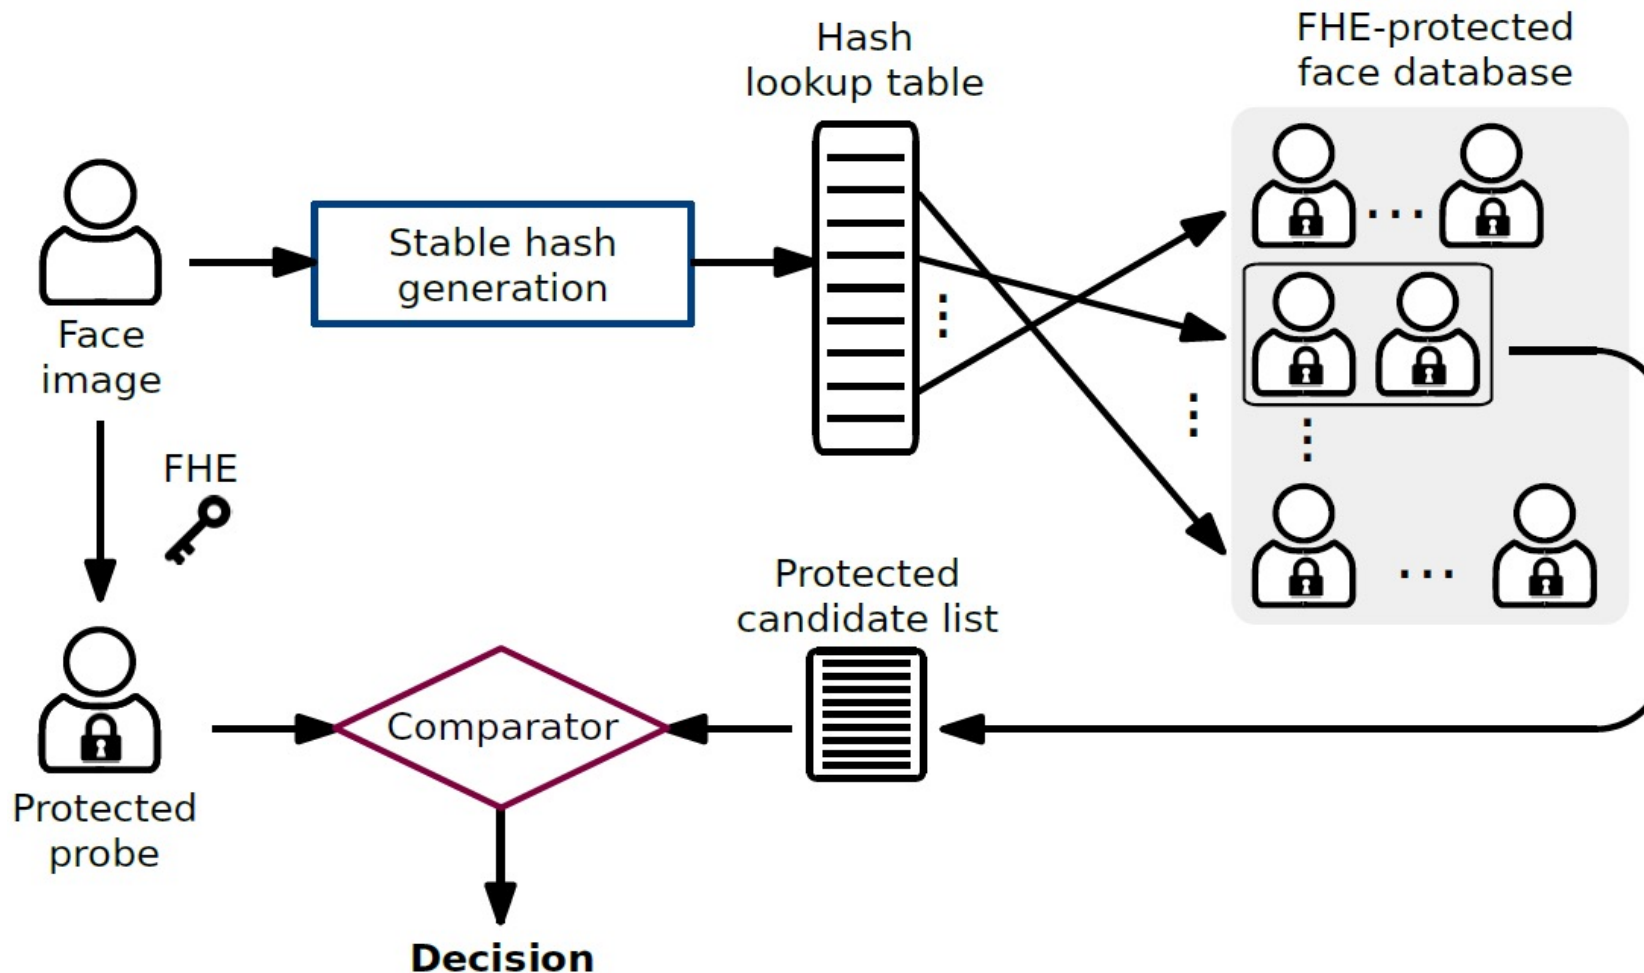 Hash
lookup table
FHE-protected
face database
Stable hash
generation
Face
image
FHE
Protected
candidate list
Comparator
Protected
probe
Decision